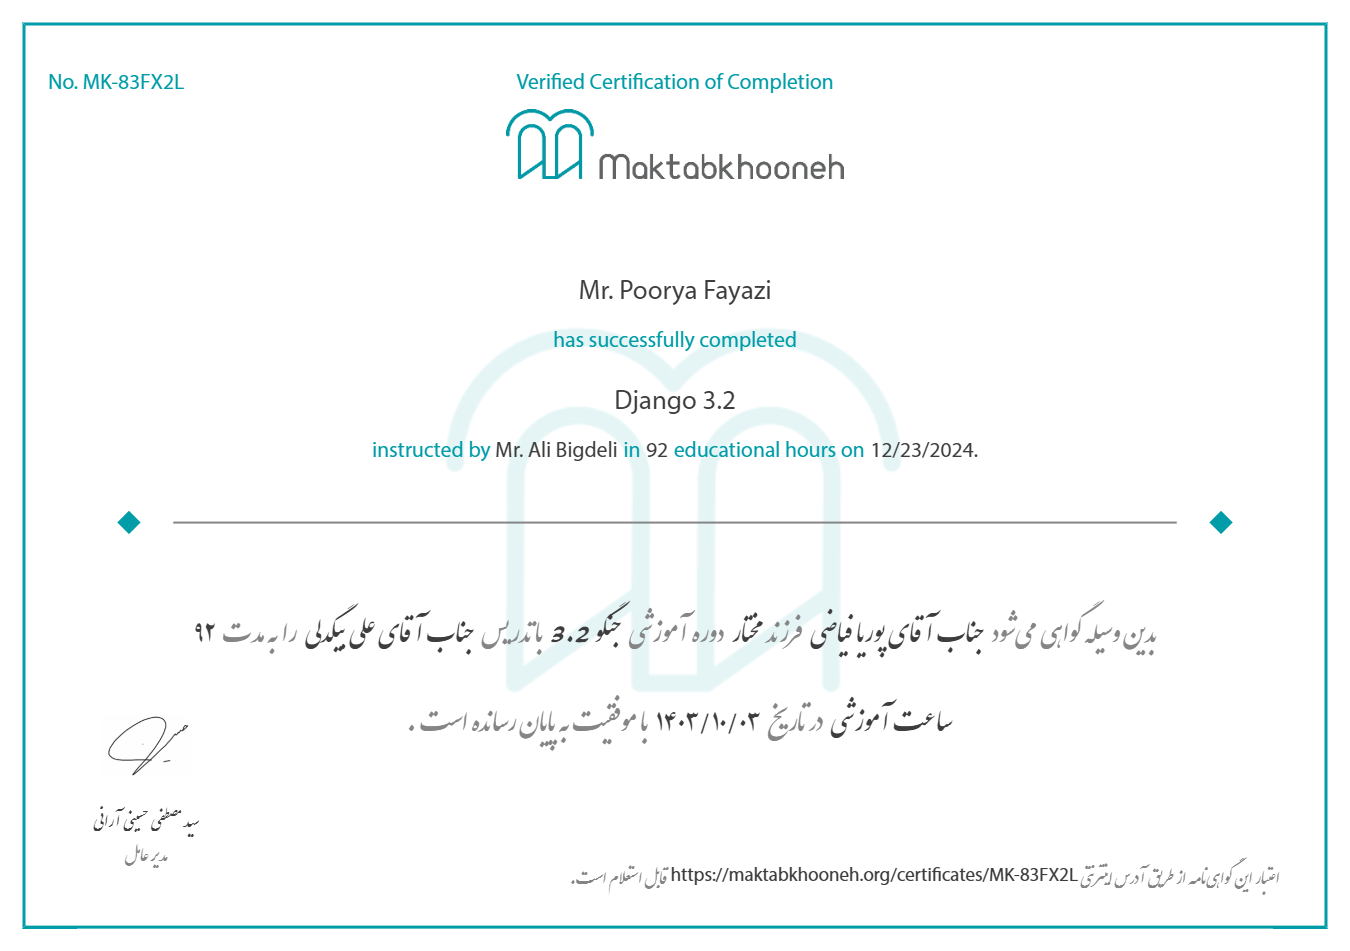 No. MK-83FX2L
Verified Certification of Completion
Maktabkhooneh
Mr. Poorya Fayazi
has successfully completed
Django 3.2
instructed by Mr. Ali Bigdeli in 92 educational hours on 12/23/2024.
بدین وسیله گواهی می‌شود جناب آقای پوریا فیاضی فرزند مختار دوره آموزشی جنگو 3.2 با تدریس جناب آقای علی بیگدلی را به مدت ۹۲
ساعت آموزشی در تاریخ ۱۴۰۳/۱۰/۰۳ با موفقیت به پایان رسانده است .
سید مصطفی حسینی آرانی
مدیر عامل
اعتبار این گواهی‌نامه از طریق آدرس اینترنتی https://maktabkhooneh.org/certificates/MK-83FX2L قابل استعلام است.